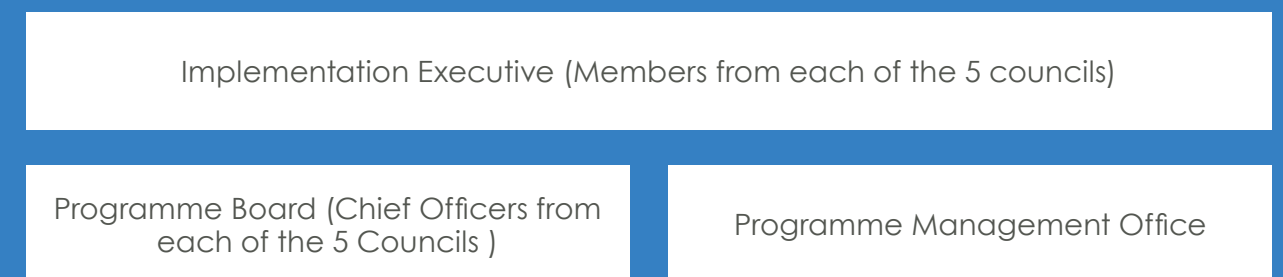 Implementation Executive (Members from each of the 5 councils)
Programme Board (Chief Officers from
each of the 5 Councils )
Programme Management Office